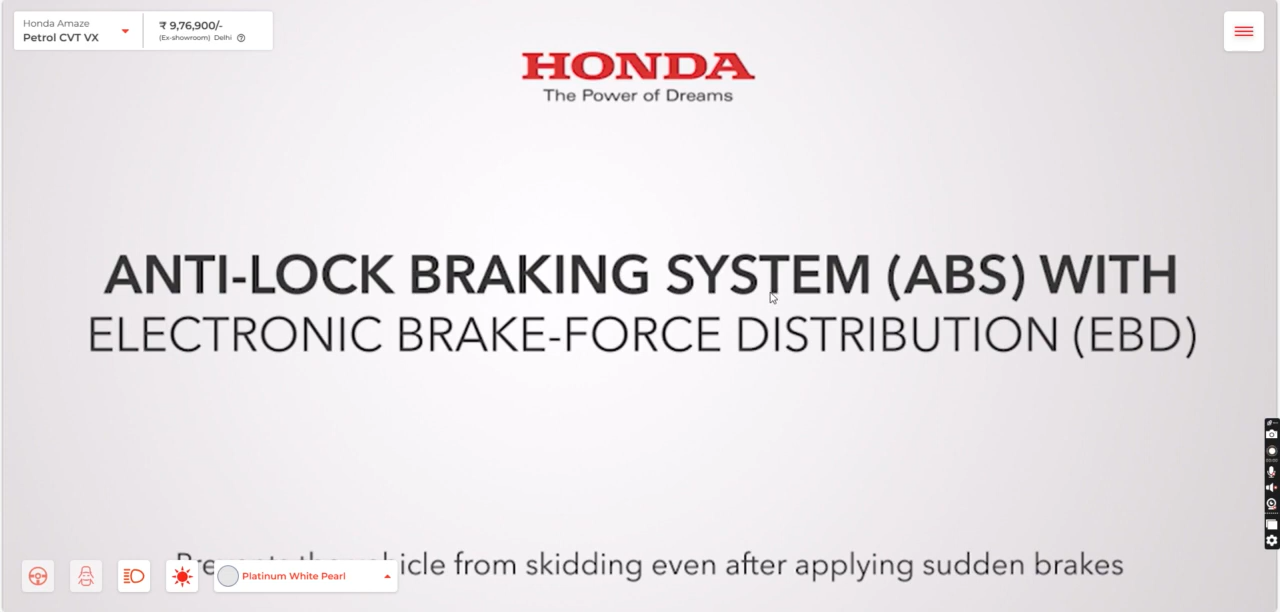 Honda Amaze
Petrol CVT VX
₹ 9,76,900/-
(Ex-showroom) Delhi
HONDA
The Power of Dreams
ANTI-LOCK BRAKING SYSTEM (ABS) WITH
ELECTRONIC BRAKE-FORCE DISTRIBUTION (EBD)
from skidding even after applying sudden brakes
Platinum White Pearl